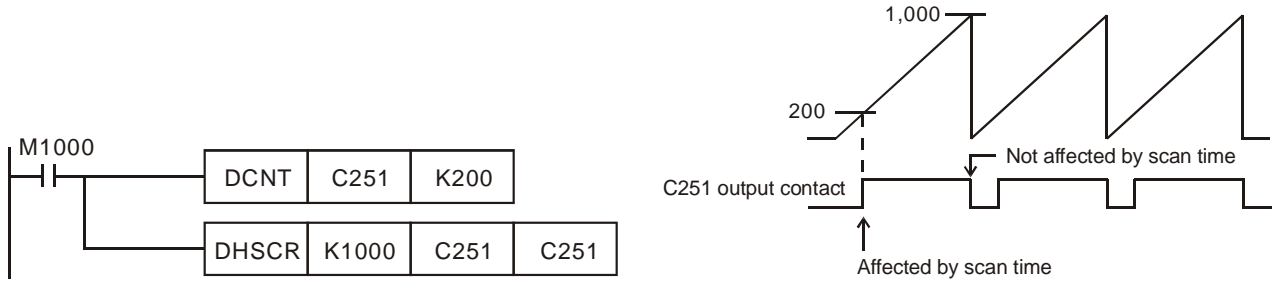 M1000
DCNT C251 K200
DHSCR K1000 C251 C251
1,000
200
Not affected by scan time
C251 output contact
Affected by scan time